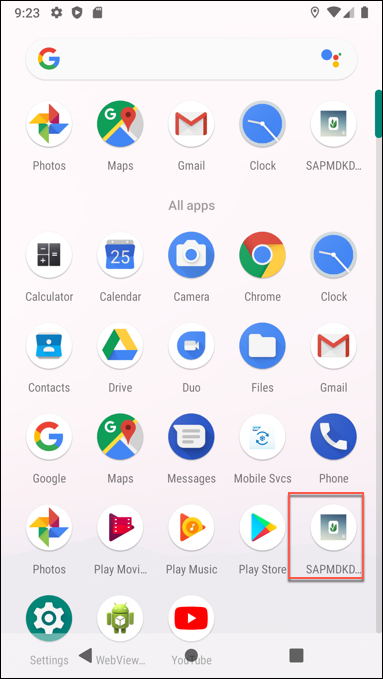 9:23
Photos Maps Gmail Clock SAPMDKD...
All apps
25
Calculator Calendar Camera Chrome Clock
Contacts Drive Duo Files Gmail
Google Maps Messages Mobile Svcs Phone
Photos Play Movi... Play Music Play Store SAPMDKD...
Settings WebView... YouTube